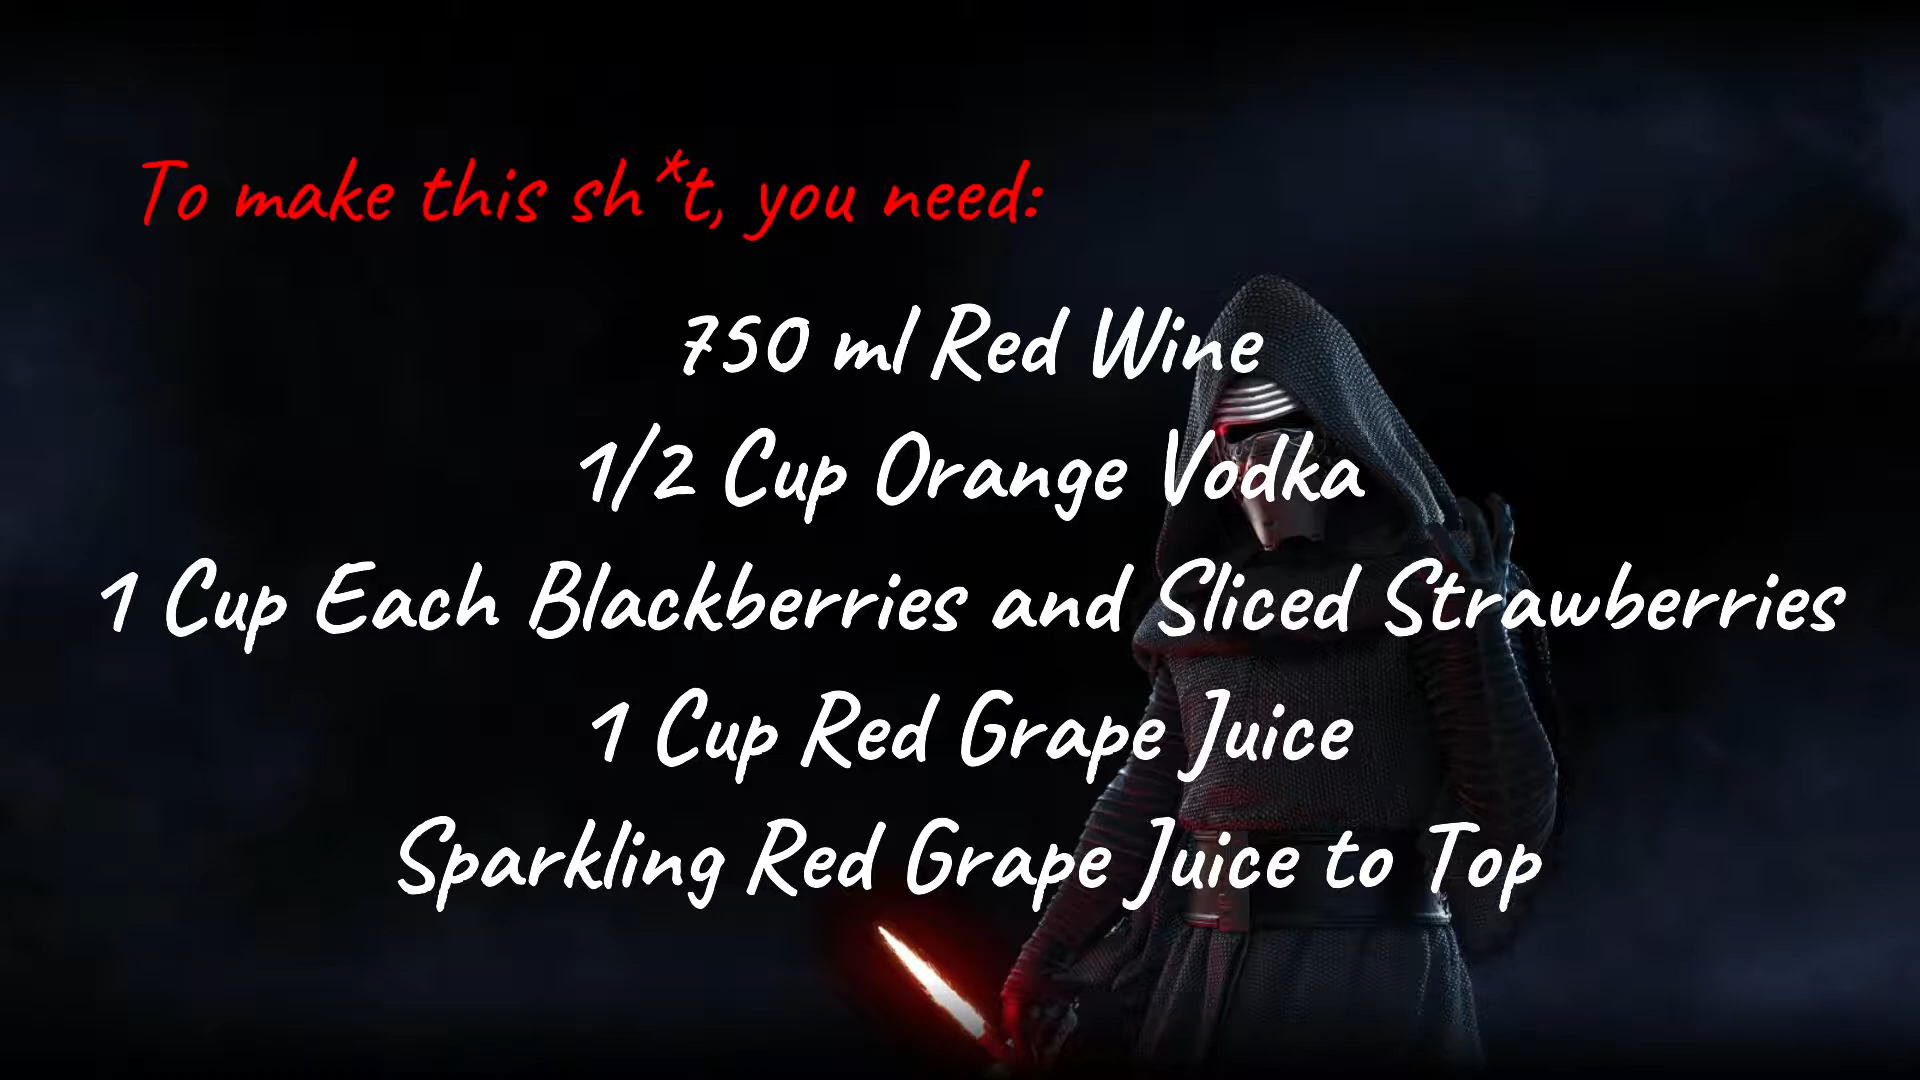 To make this sh*t, you need:
750 ml Red Wine
1/2 Cup Orange Vodka
1 Cup Each Blackberries and Sliced Strawberries
1 Cup Red Grape Juice
Sparkling Red Grape Juice to Top